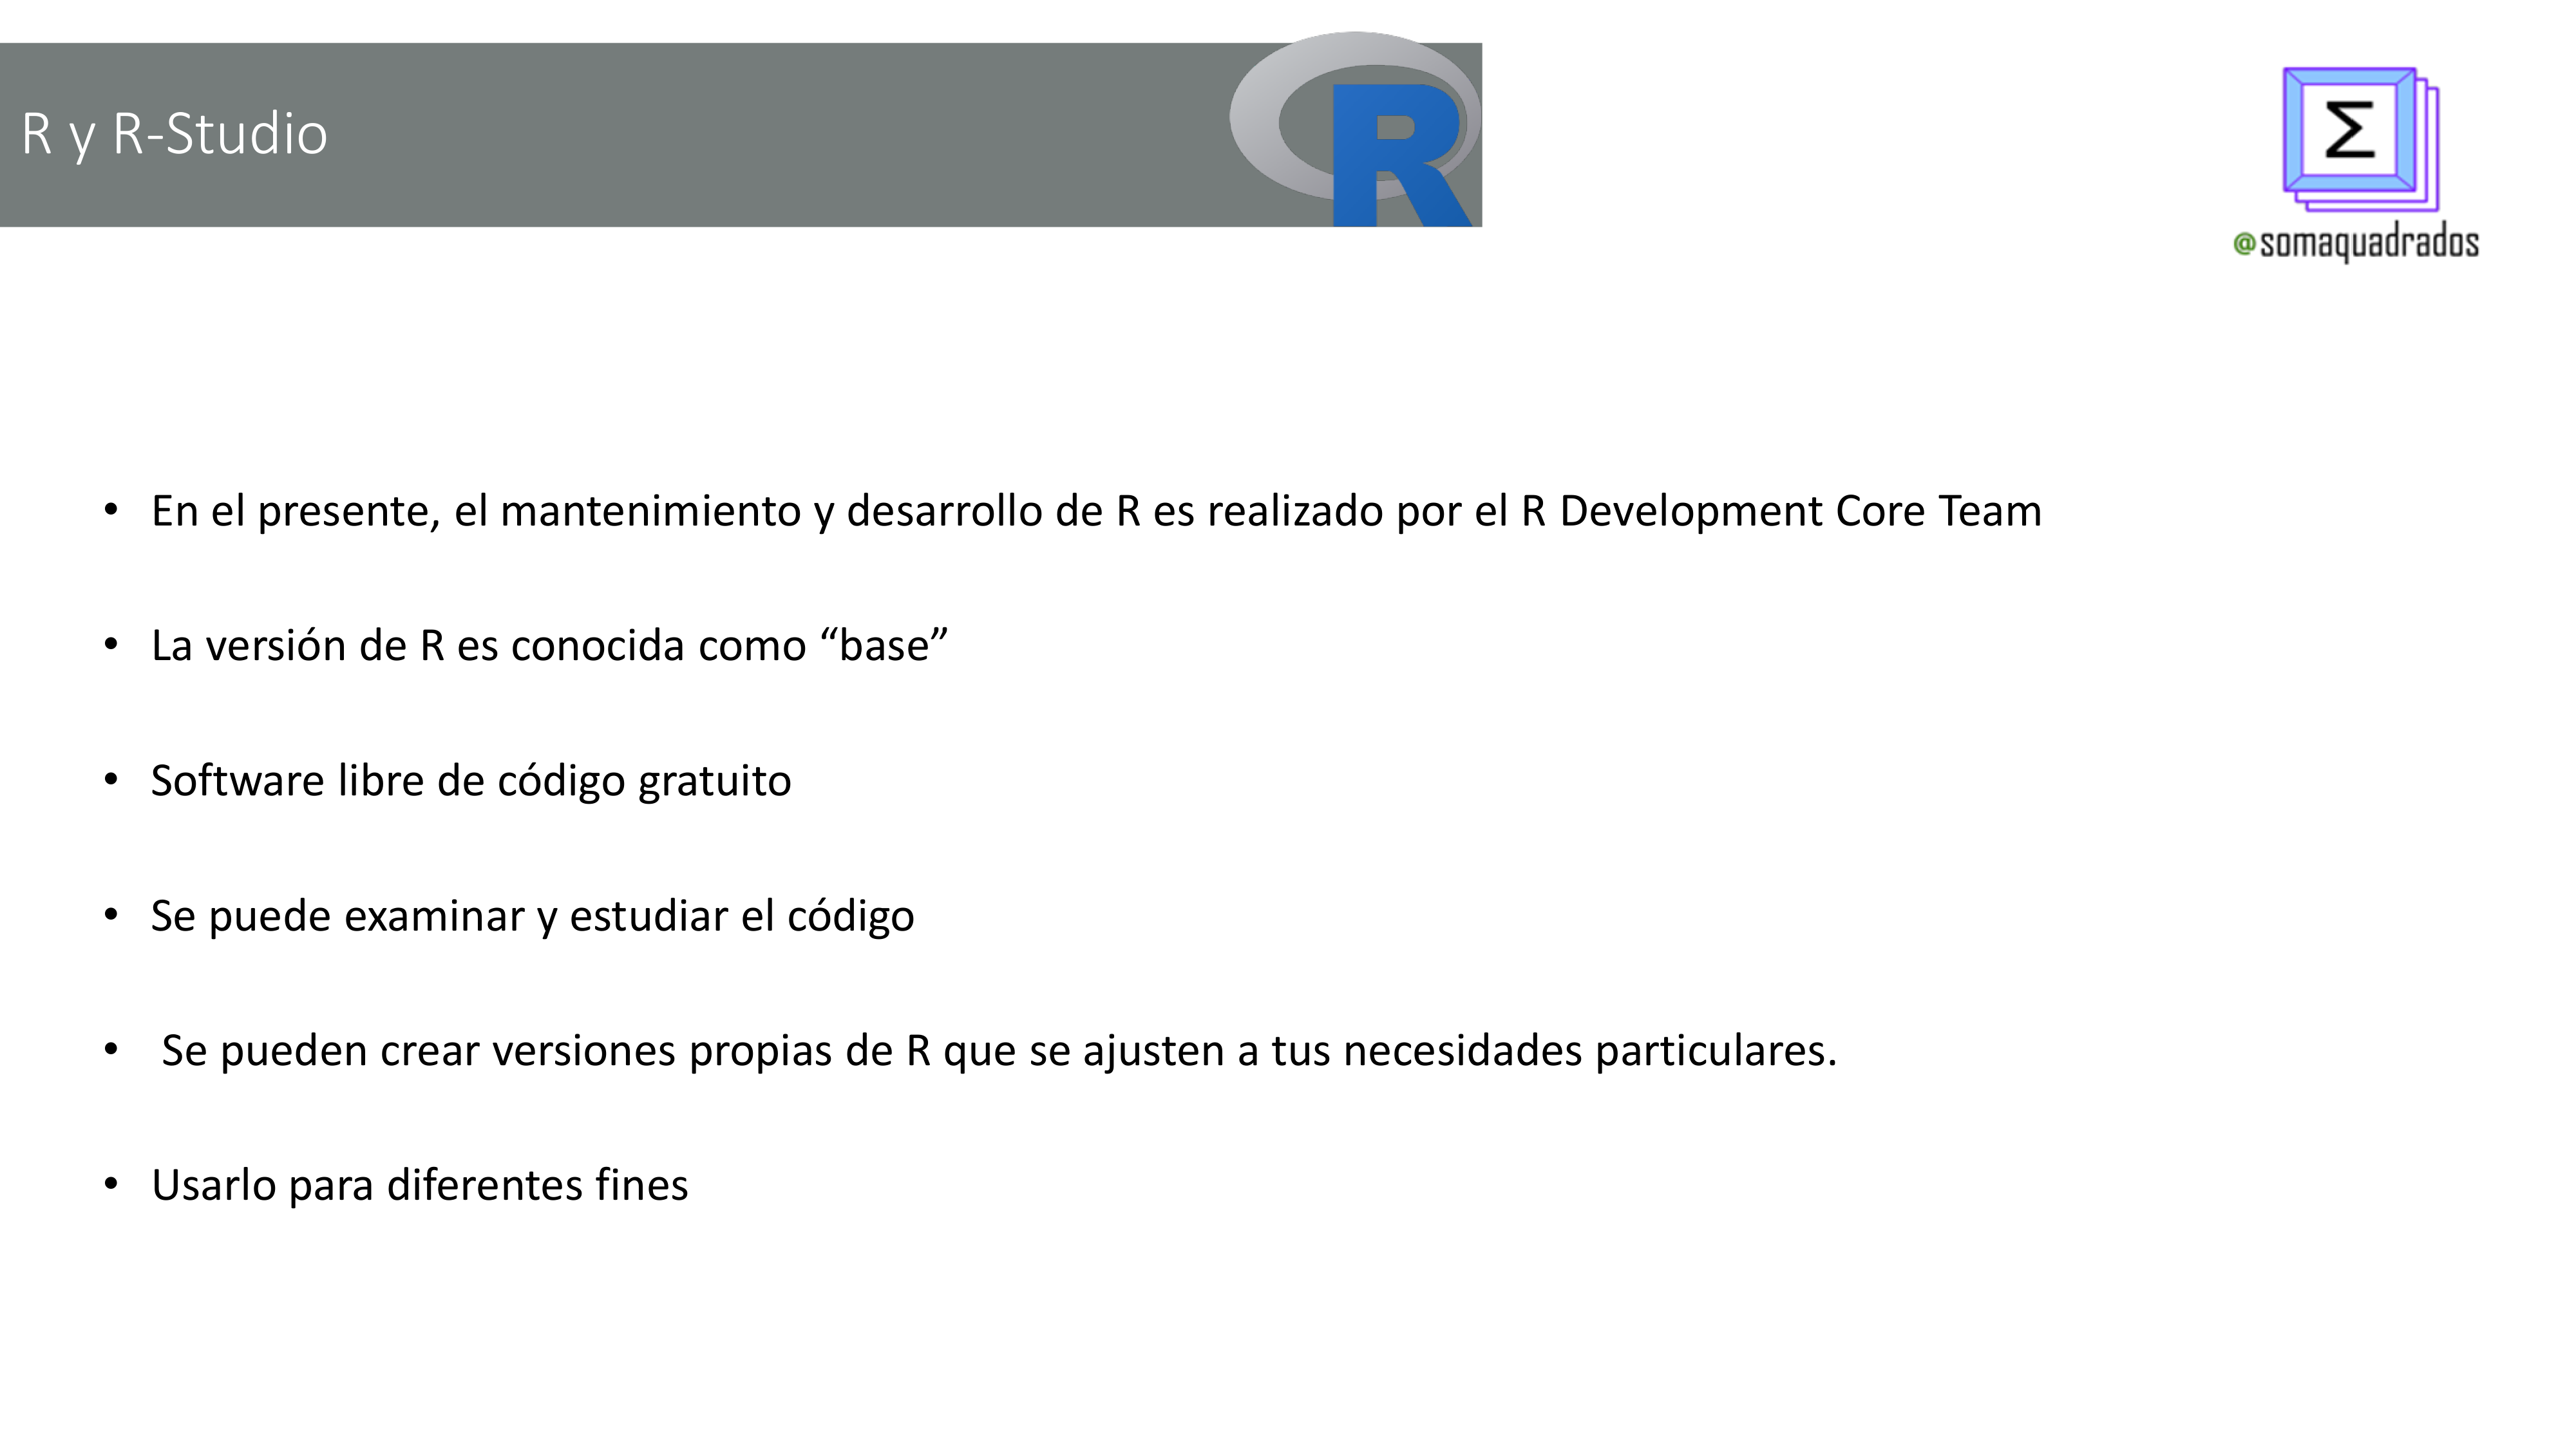 R y R-Studio
R
Σ
@somaquadrados
• En el presente, el mantenimiento y desarrollo de R es realizado por el R Development Core Team
• La versión de R es conocida como “base”
• Software libre de código gratuito
• Se puede examinar y estudiar el código
• Se pueden crear versiones propias de R que se ajusten a tus necesidades particulares.
• Usarlo para diferentes fines